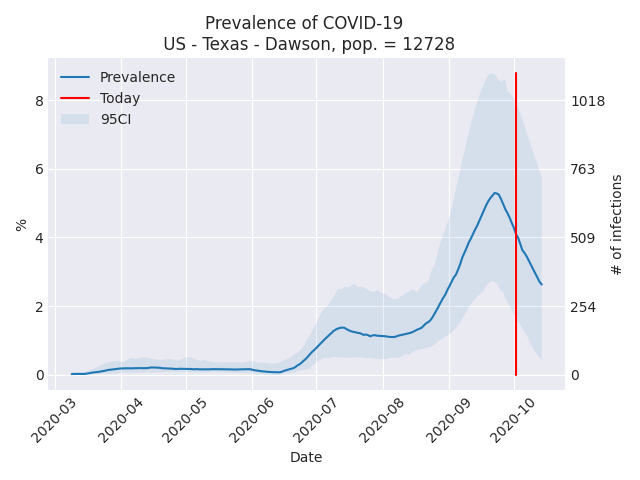 Prevalence of COVID-19
US - Texas - Dawson, pop. = 12728
Prevalence
Today
95CI
%
8
6
4
2
0
1018
763
509
254
0
# of infections
2020-03
2020-04
2020-05
2020-06
2020-07
2020-08
2020-09
2020-10
Date